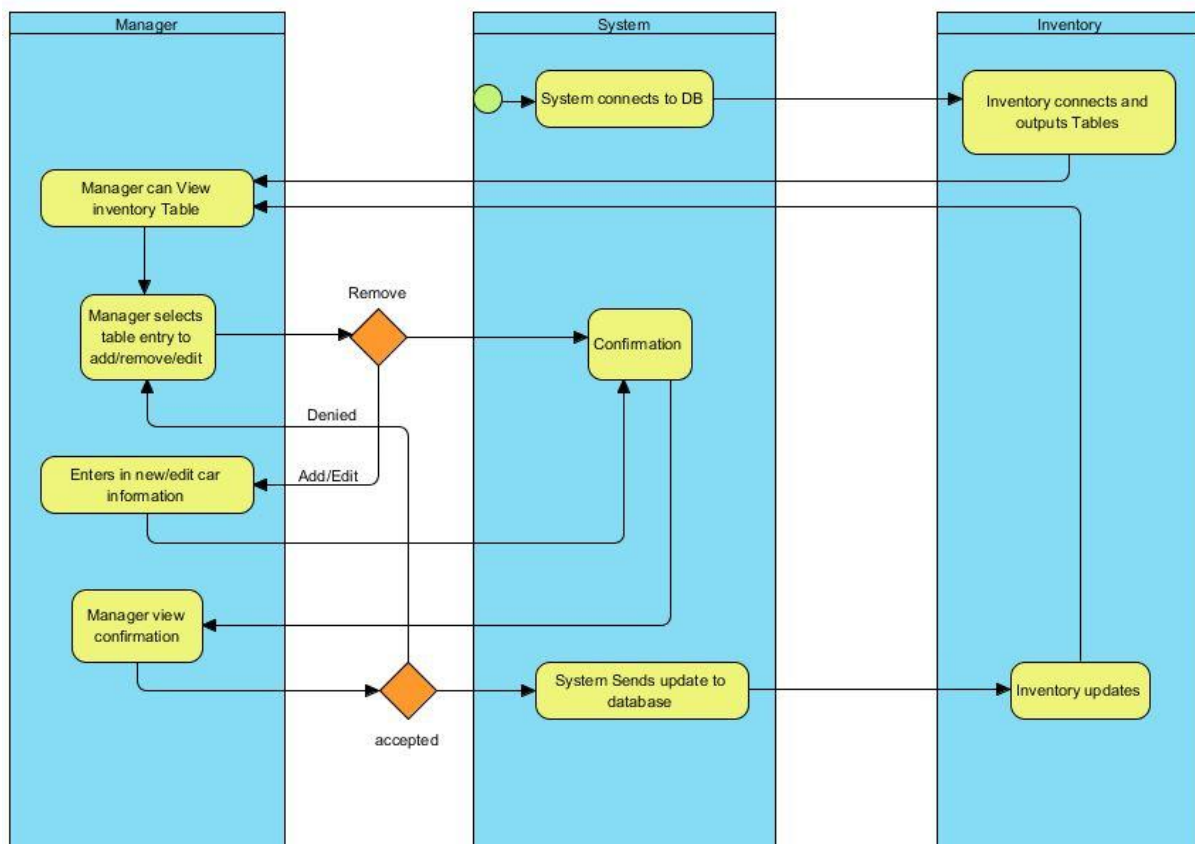 Manager
System
Inventory
System connects to DB
Inventory connects and
outputs Tables
Manager can View
inventory Table
Remove
Manager selects
table entry to
add/remove/edit
Confirmation
Denied
Enters in new/edit car
information
Add/Edit
Manager view
confirmation
System Sends update to
database
Inventory updates
accepted